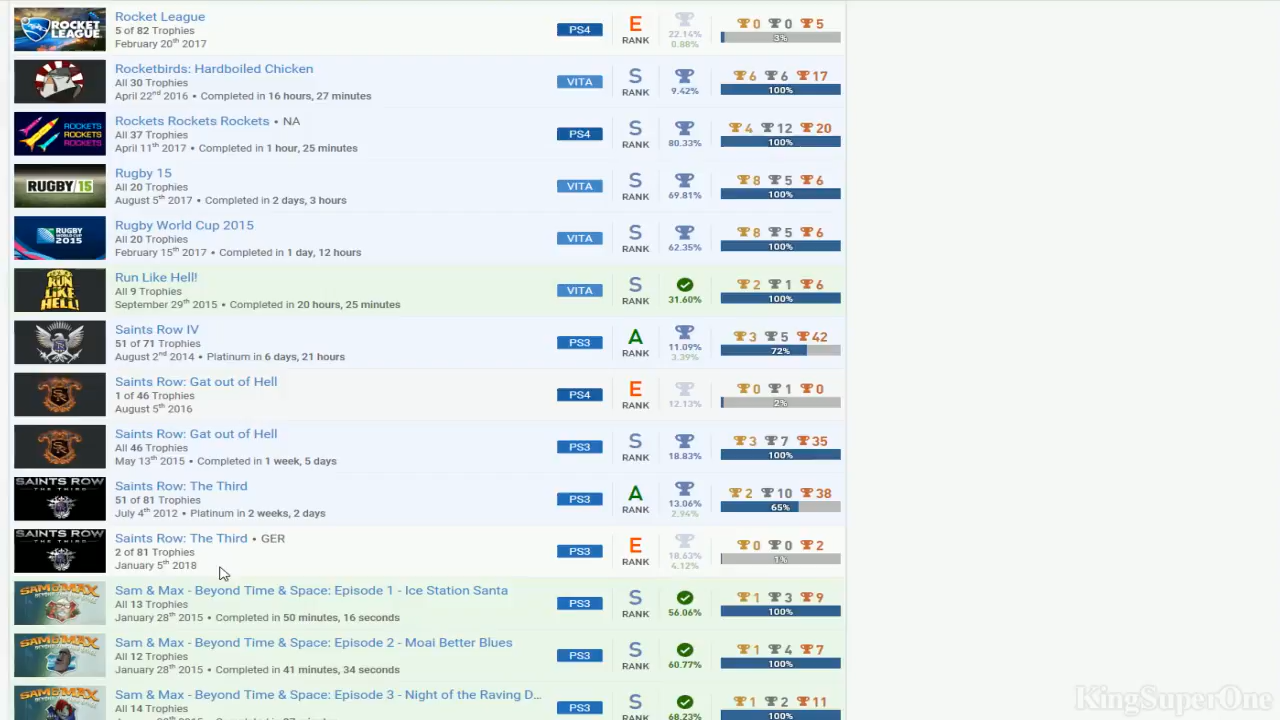 ROCKET LEAGUE
Rocket League
5 of 82 Trophies
February 20th 2017
PS4
E
RANK
22.14%
0.88%
0 0 5
3%
Rocketbirds: Hardboiled Chicken
All 30 Trophies
April 22nd 2016 • Completed in 16 hours, 27 minutes
VITA
S
RANK
9.42%
6 6 17
100%
ROCKETS
ROCKETS
ROCKETS
Rockets Rockets Rockets • NA
All 37 Trophies
April 11th 2017 • Completed in 1 hour, 25 minutes
PS4
S
RANK
80.33%
4 12 20
100%
RUGBY 15
Rugby 15
All 20 Trophies
August 5th 2017 • Completed in 2 days, 3 hours
VITA
S
RANK
69.81%
8 5 6
100%
RUGBY
WORLD CUP
2015
Rugby World Cup 2015
All 20 Trophies
February 15th 2017 • Completed in 1 day, 12 hours
VITA
S
RANK
62.35%
8 5 6
100%
RUN
LIKE
HELL!
Run Like Hell!
All 9 Trophies
September 29th 2015 • Completed in 20 hours, 25 minutes
VITA
S
RANK
31.60%
2 1 6
100%
Saints Row IV
51 of 71 Trophies
August 2nd 2014 • Platinum in 6 days, 21 hours
PS3
A
RANK
11.09%
3.39%
3 5 42
72%
Saints Row: Gat out of Hell
1 of 46 Trophies
August 5th 2016
PS4
E
RANK
12.13%
0 1 0
2%
Saints Row: Gat out of Hell
All 46 Trophies
May 13th 2015 • Completed in 1 week, 5 days
PS3
S
RANK
18.83%
3 7 35
100%
SAINTS ROW
THE THIRD
Saints Row: The Third
51 of 81 Trophies
July 4th 2012 • Platinum in 2 weeks, 2 days
PS3
A
RANK
13.06%
2.94%
2 10 38
65%
SAINTS ROW
THE THIRD
Saints Row: The Third • GER
2 of 81 Trophies
January 5th 2018
PS3
E
RANK
18.63%
4.12%
0 0 2
1%
SAM&MAX
Sam & Max - Beyond Time & Space: Episode 1 - Ice Station Santa
All 13 Trophies
January 28th 2015 • Completed in 50 minutes, 16 seconds
PS3
S
RANK
56.06%
1 3 9
100%
SAM&MAX
Sam & Max - Beyond Time & Space: Episode 2 - Moai Better Blues
All 12 Trophies
January 28th 2015 • Completed in 41 minutes, 34 seconds
PS3
S
RANK
60.77%
1 4 7
100%
SAM&MAX
Sam & Max - Beyond Time & Space: Episode 3 - Night of the Raving D...
All 14 Trophies
PS3
S
RANK
68.23%
1 2 11
100%
KingSuperOne